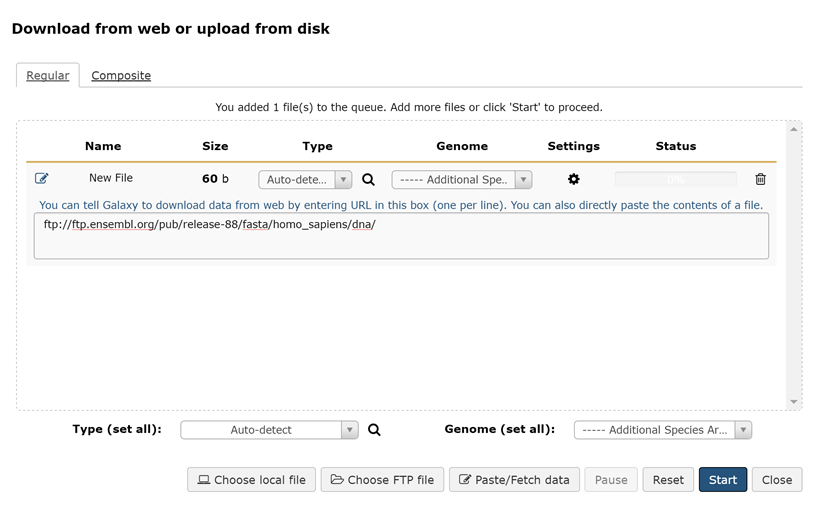 Download from web or upload from disk
Regular Composite
You added 1 file(s) to the queue. Add more files or click 'Start' to proceed.
Name Size Type Genome Settings Status
New File 60 b Auto-dete... ----- Additional Spe.. 0%
You can tell Galaxy to download data from web by entering URL in this box (one per line). You can also directly paste the contents of a file.
ftp://ftp.ensembl.org/pub/release-88/fasta/homo_sapiens/dna/
Type (set all): Auto-detect Genome (set all): ----- Additional Species Ar...
Choose local file Choose FTP file Paste/Fetch data Pause Reset Start Close